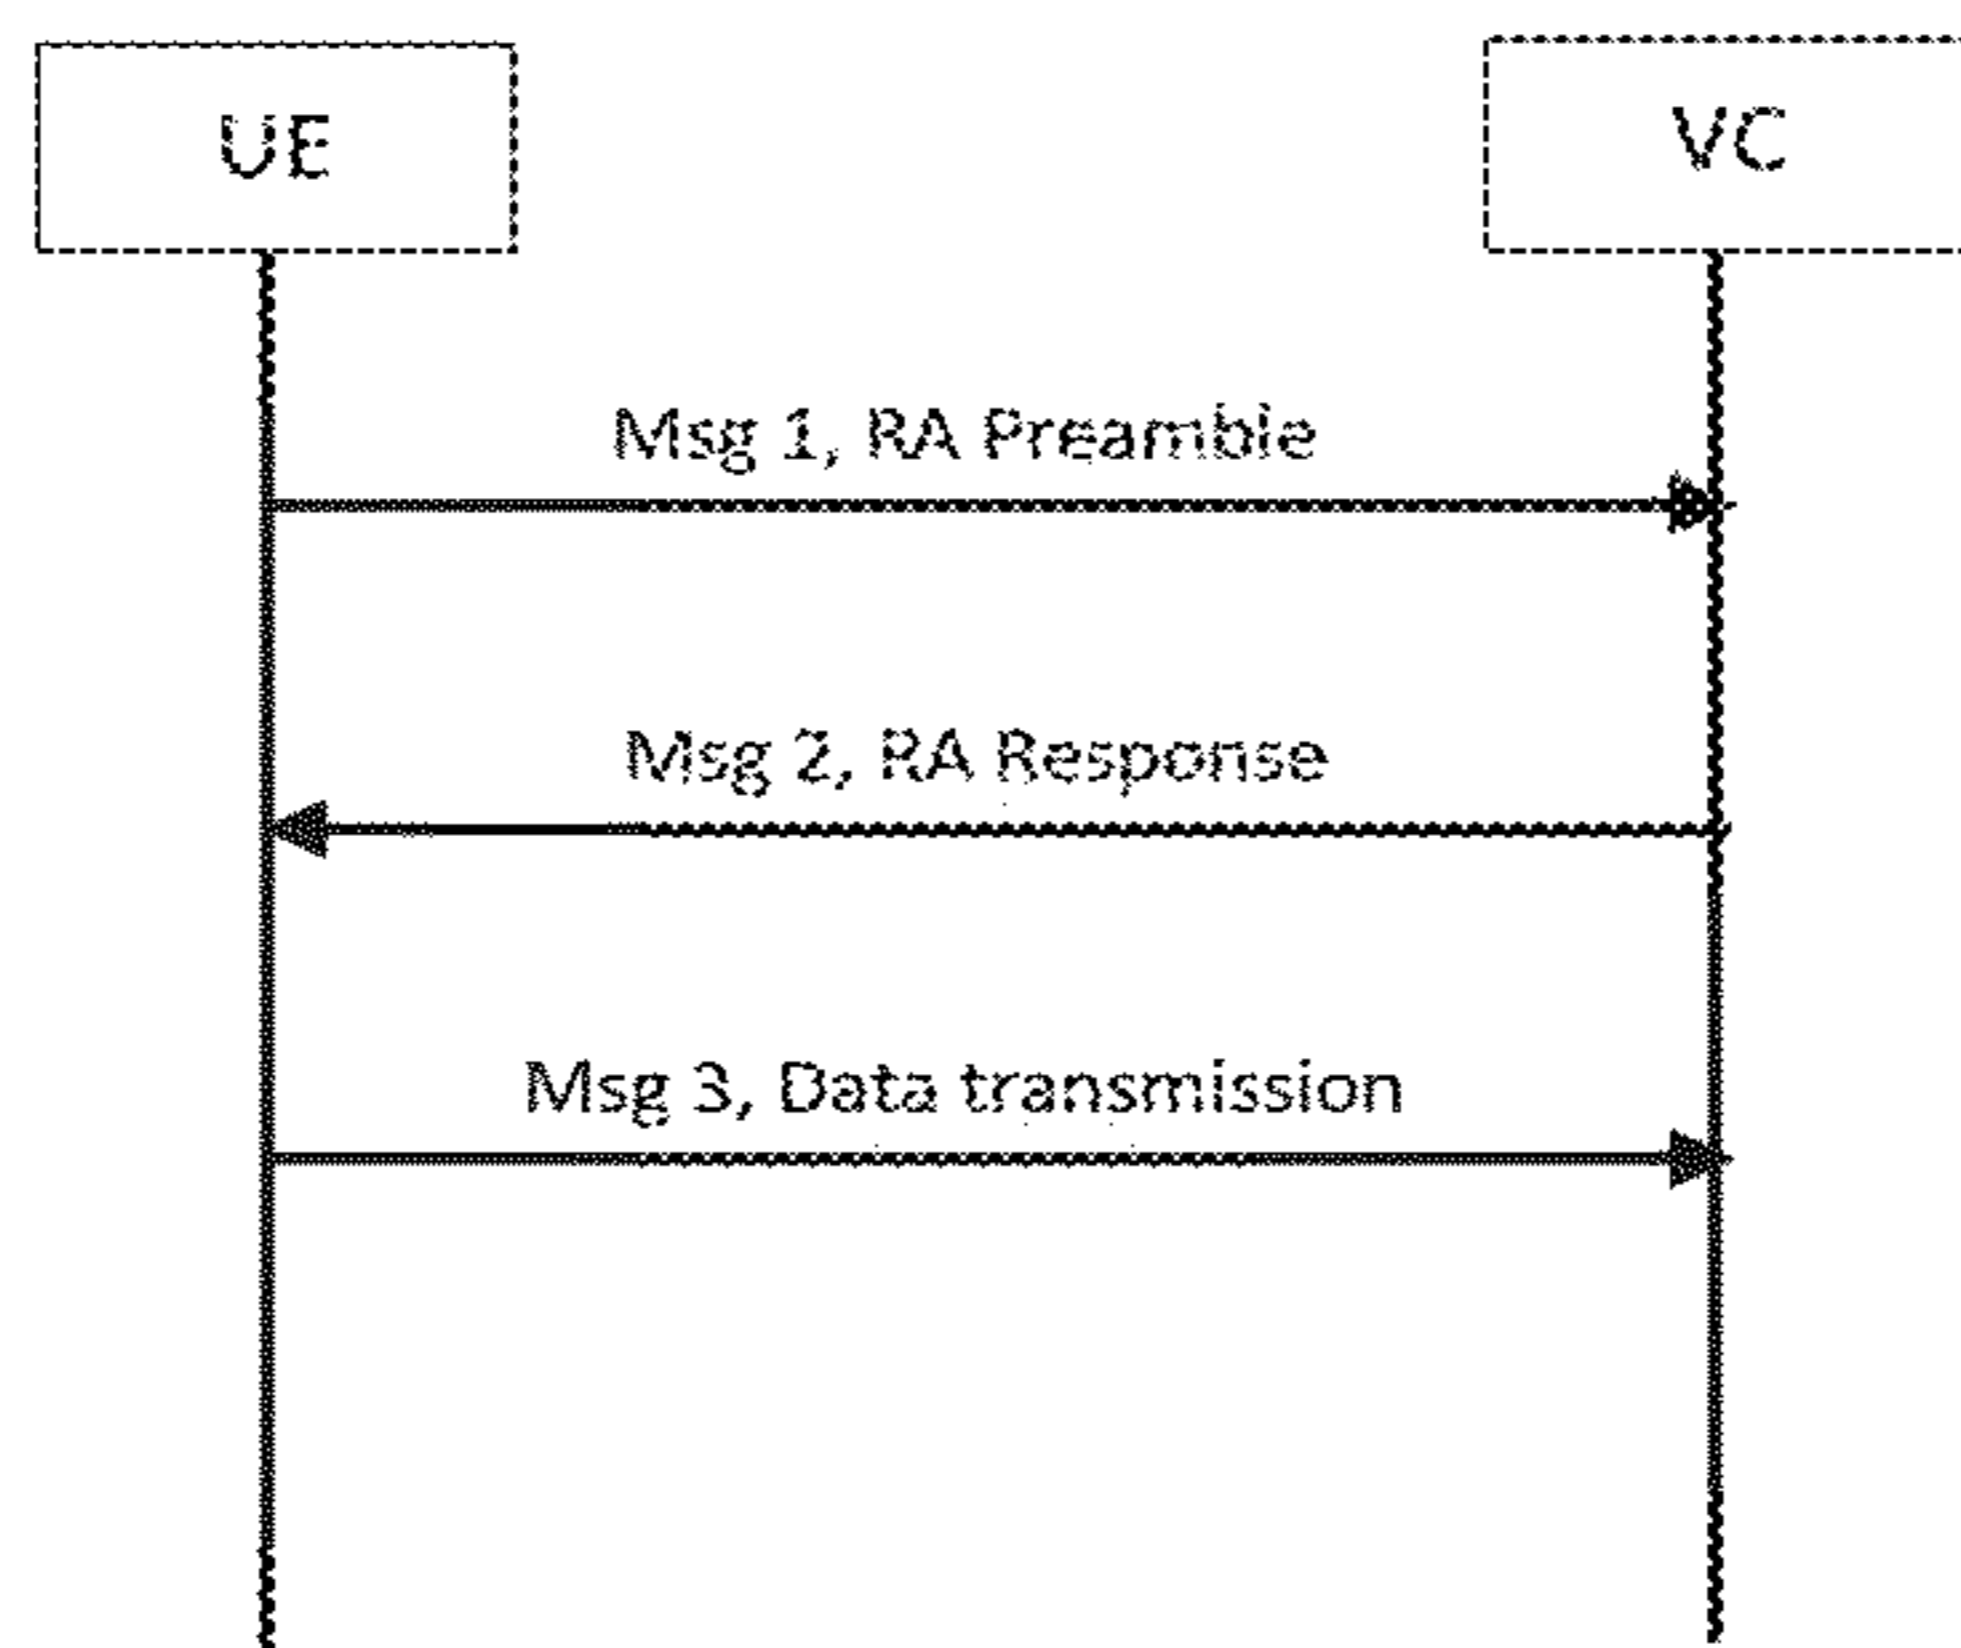 UE
VC
Msg 1, RA Preamble
Msg 2, RA Response
Msg 3, Data transmission